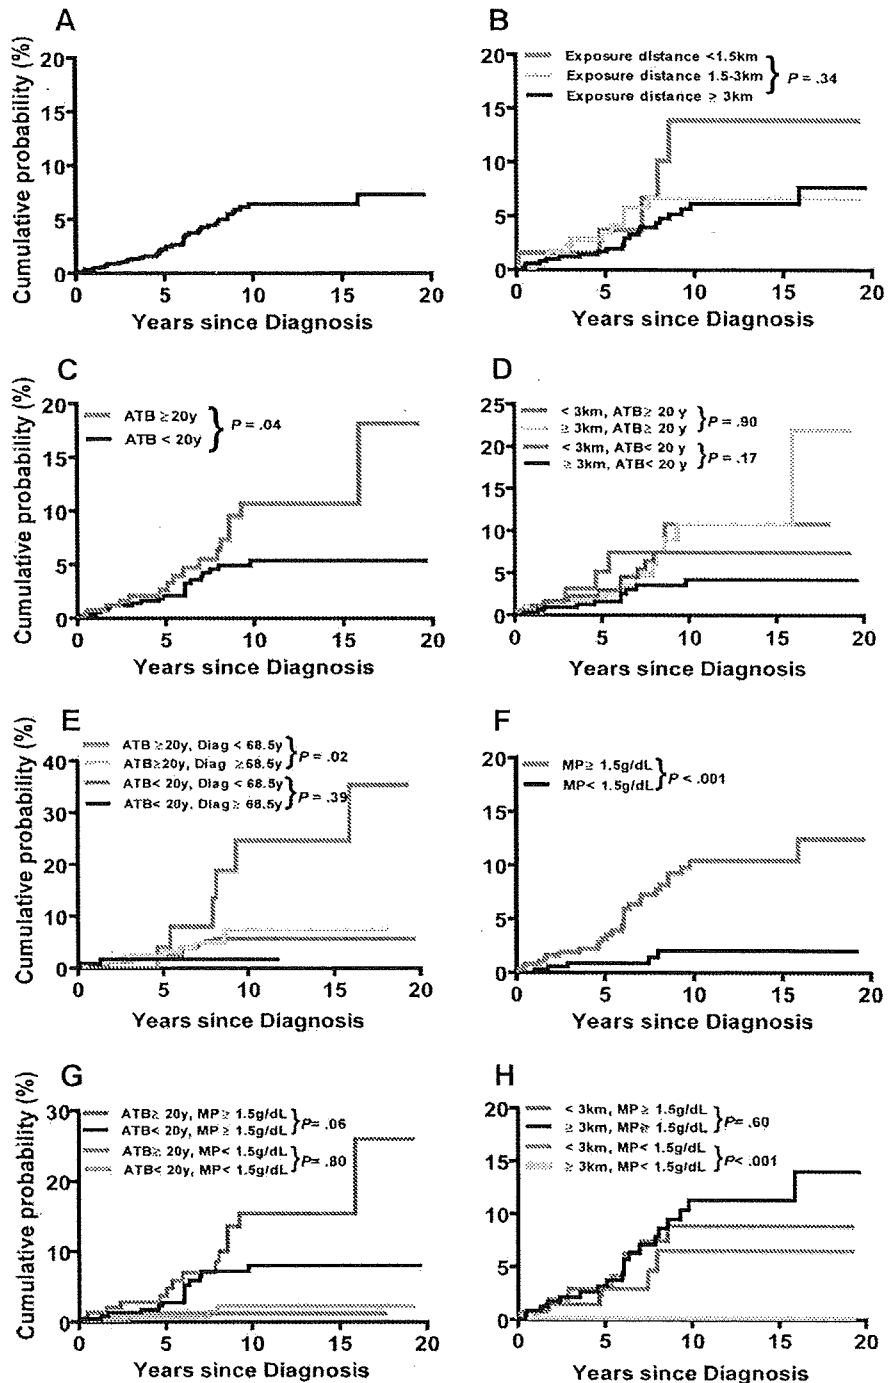 A
Cumulative probability (%)
20
15
10
5
0
0 5 10 15 20
Years since Diagnosis
B
Exposure distance <1.5km
Exposure distance 1.5-3km
Exposure distance ≥ 3km
P = .34
20
15
10
5
0
0 5 10 15 20
Years since Diagnosis
C
Cumulative probability (%)
ATB ≥20y
ATB < 20y
P = .04
20
15
10
5
0
0 5 10 15 20
Years since Diagnosis
D
< 3km, ATB≥ 20 y
≥ 3km, ATB≥ 20 y
P = .90
< 3km, ATB< 20 y
≥ 3km, ATB< 20 y
P = .17
25
20
15
10
5
0
0 5 10 15 20
Years since Diagnosis
E
Cumulative probability (%)
ATB ≥20y, Diag < 68.5y
ATB≥20y, Diag ≥ 68.5y
P = .02
ATB< 20y, Diag < 68.5y
ATB< 20y, Diag ≥ 68.5y
P = .39
40
30
20
10
0
0 5 10 15 20
Years since Diagnosis
F
MP≥ 1.5g/dL
MP< 1.5g/dL
P < .001
20
15
10
5
0
0 5 10 15 20
Years since Diagnosis
G
Cumulative probability (%)
ATB≥ 20y, MP≥ 1.5g/dL
ATB< 20y, MP≥ 1.5g/dL
P= .06
ATB≥ 20y, MP< 1.5g/dL
ATB< 20y, MP< 1.5g/dL
P= .80
30
20
10
0
0 5 10 15 20
Years since Diagnosis
H
< 3km, MP≥ 1.5g/dL
≥ 3km, MP≥ 1.5g/dL
P= .60
< 3km, MP< 1.5g/dL
≥ 3km, MP< 1.5g/dL
P< .001
20
15
10
5
0
0 5 10 15 20
Years since Diagnosis